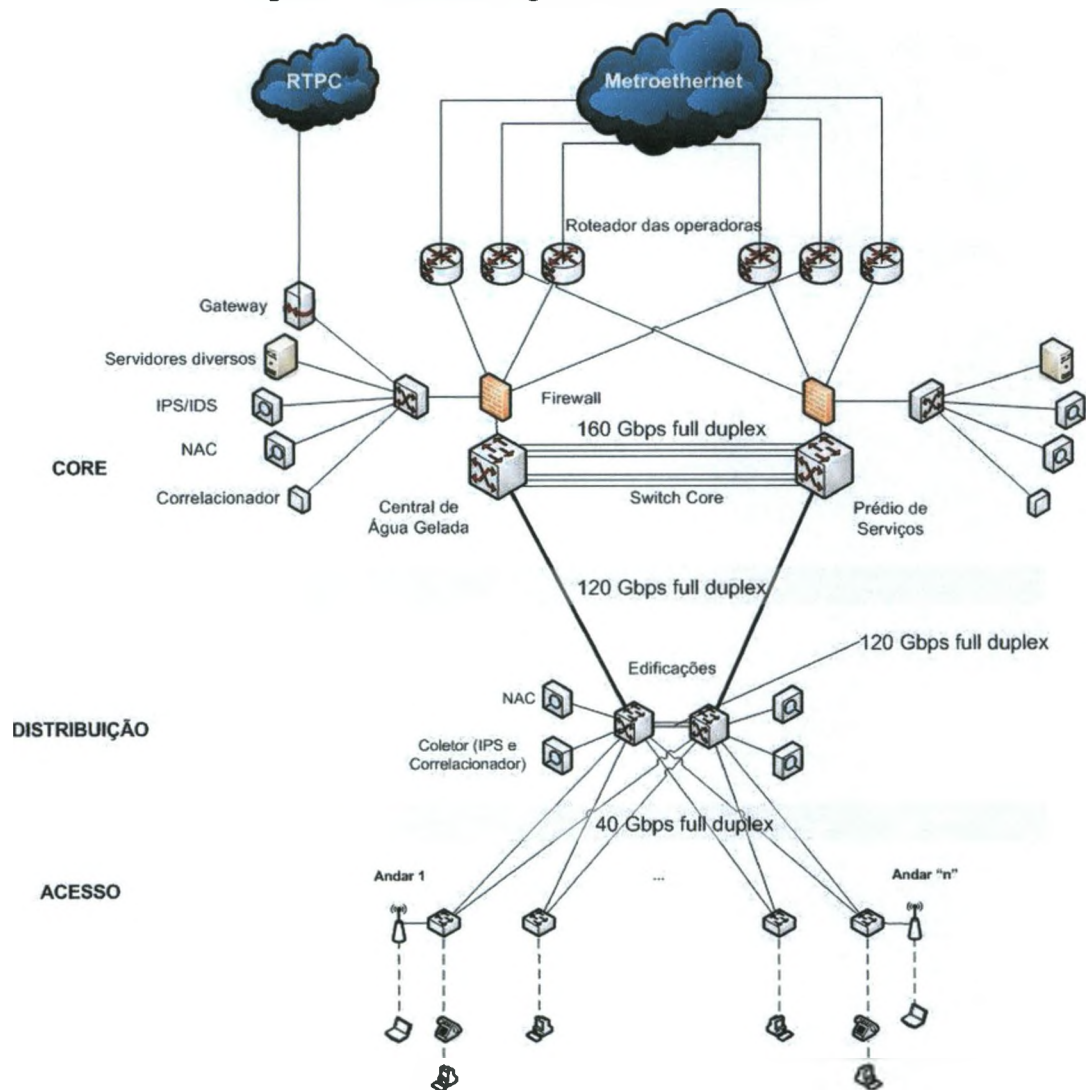 RTPC
Metroethernet
Roteador das operadoras
Gateway
Servidores diversos
IPS/IDS
Firewall
NAC
160 Gbps full duplex
CORE
Correlacionador
Switch Core
Central de
Água Gelada
Prédio de
Serviços
120 Gbps full duplex
120 Gbps full duplex
Edificações
NAC
DISTRIBUIÇÃO
Coletor (IPS e
Correlacionador)
40 Gbps full duplex
Andar 1
...
Andar "n"
ACESSO